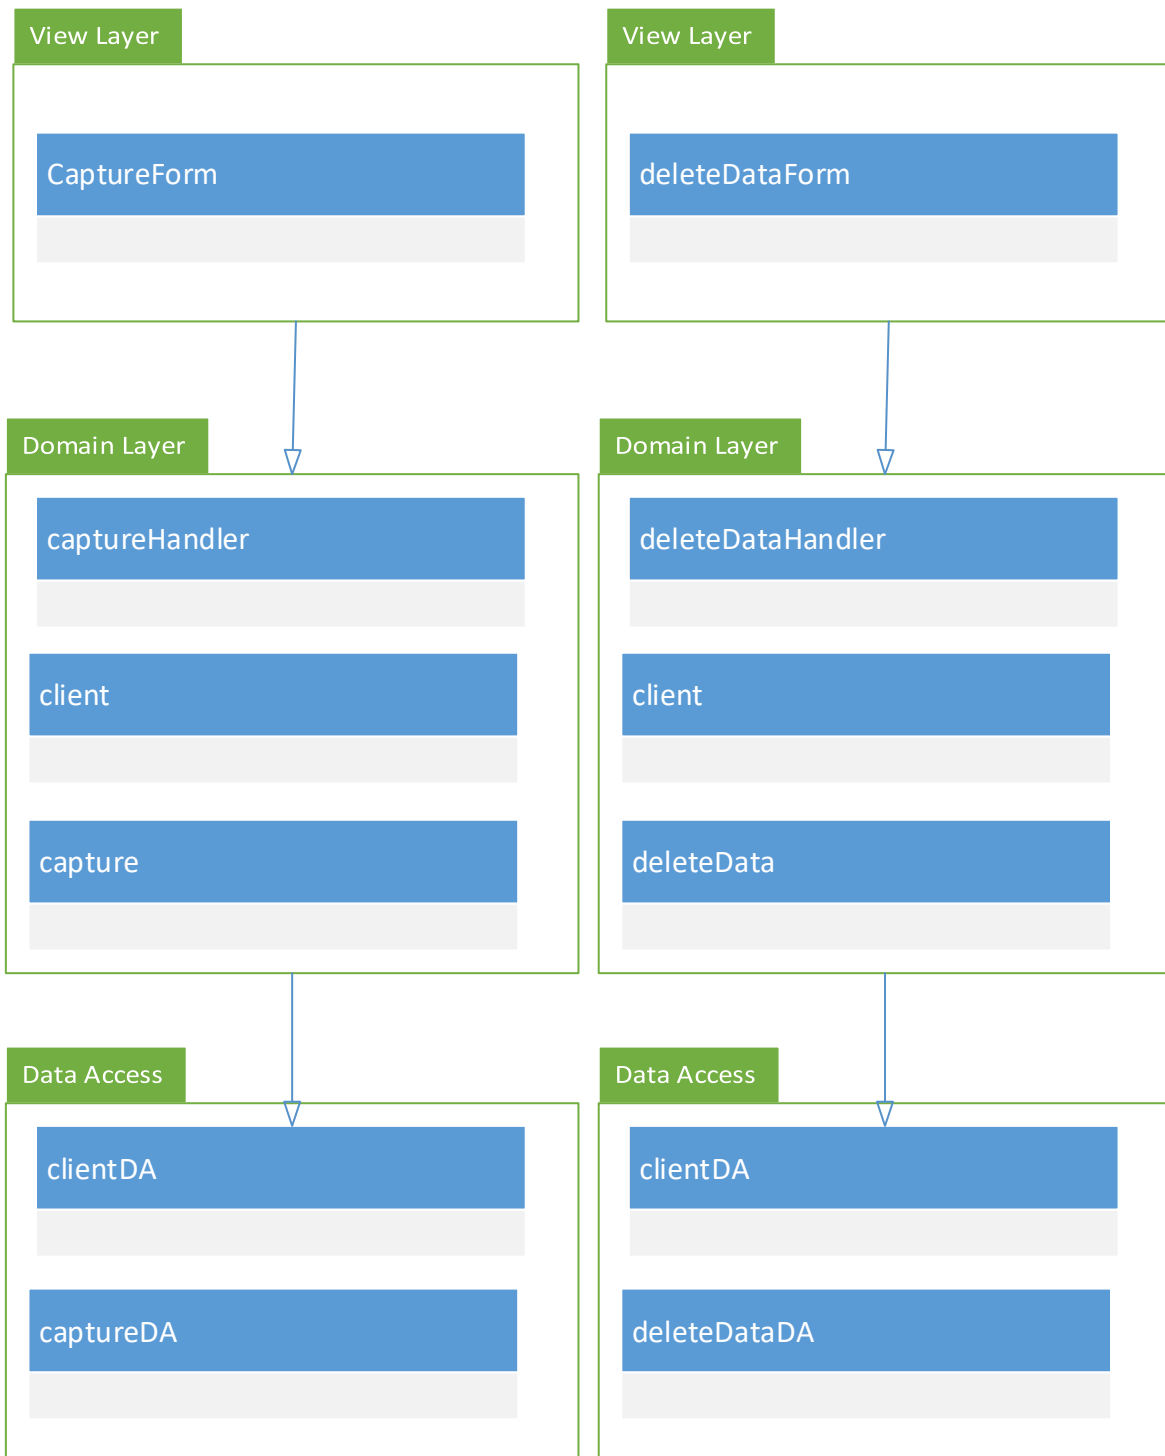 View Layer
CaptureForm
Domain Layer
captureHandler
client
capture
Data Access
clientDA
captureDA
View Layer
deleteDataForm
Domain Layer
deleteDataHandler
client
deleteData
Data Access
clientDA
deleteDataDA